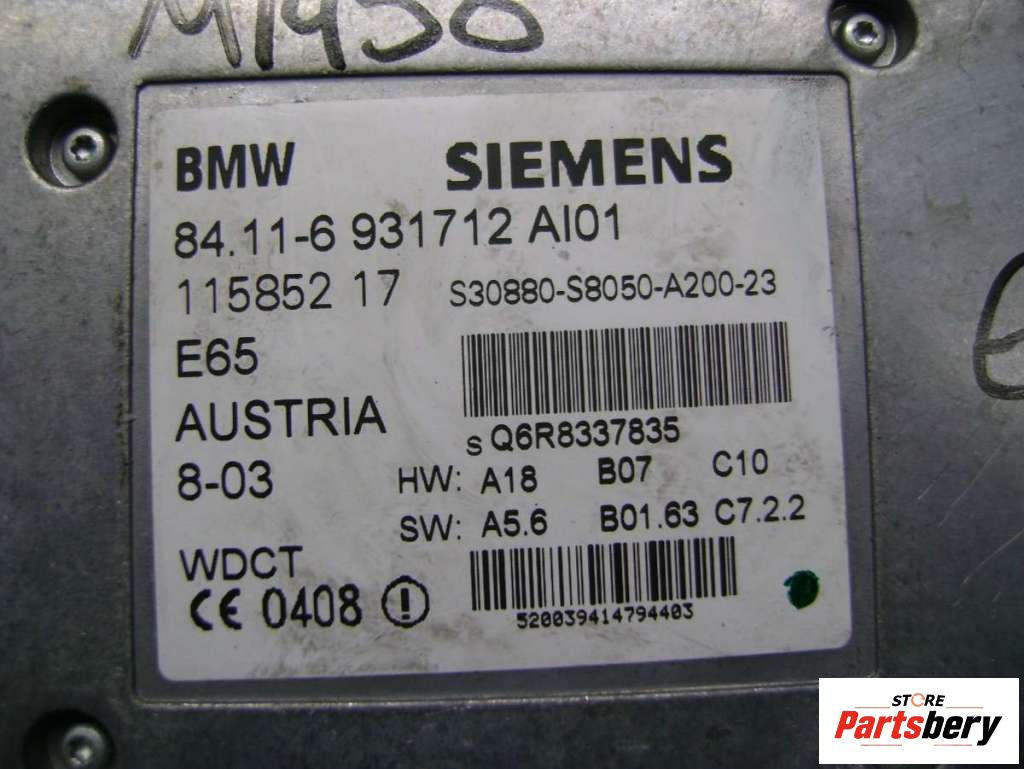 M1450
BMW SIEMENS
84.11-6 931712 AI01
115852 17 S30880-S8050-A200-23
E65
AUSTRIA
S Q6R8337835
8-03 HW: A18 B07 C10
SW: A5.6 B01.63 C7.2.2
WDCT
CE 0408
520039414794403
STORE
Partsbery